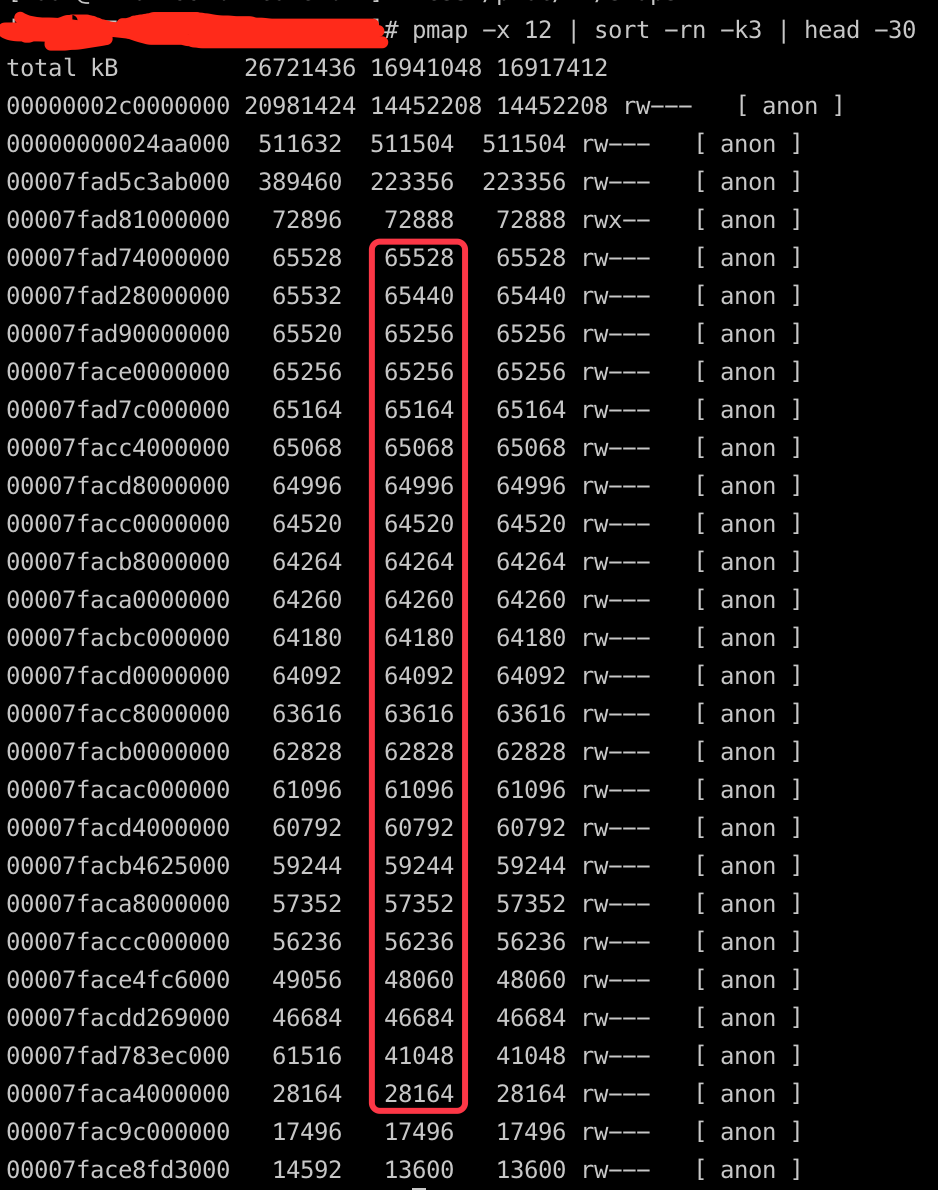 # pmap -x 12 | sort -rn -k3 | head -30
total kB 26721436 16941048 16917412
00000002c0000000 20981424 14452208 14452208 rw--- [ anon ]
00000000024aa000 511632 511504 511504 rw--- [ anon ]
00007fad5c3ab000 389460 223356 223356 rw--- [ anon ]
00007fad81000000 72896 72888 72888 rwx-- [ anon ]
00007fad74000000 65528 65528 65528 rw--- [ anon ]
00007fad28000000 65532 65440 65440 rw--- [ anon ]
00007fad90000000 65520 65256 65256 rw--- [ anon ]
00007face0000000 65256 65256 65256 rw--- [ anon ]
00007fad7c000000 65164 65164 65164 rw--- [ anon ]
00007facc4000000 65068 65068 65068 rw--- [ anon ]
00007facd8000000 64996 64996 64996 rw--- [ anon ]
00007facc0000000 64520 64520 64520 rw--- [ anon ]
00007facb8000000 64264 64264 64264 rw--- [ anon ]
00007faca0000000 64260 64260 64260 rw--- [ anon ]
00007facbc000000 64180 64180 64180 rw--- [ anon ]
00007facd0000000 64092 64092 64092 rw--- [ anon ]
00007facc8000000 63616 63616 63616 rw--- [ anon ]
00007facb0000000 62828 62828 62828 rw--- [ anon ]
00007facac000000 61096 61096 61096 rw--- [ anon ]
00007facd4000000 60792 60792 60792 rw--- [ anon ]
00007facb4625000 59244 59244 59244 rw--- [ anon ]
00007faca8000000 57352 57352 57352 rw--- [ anon ]
00007faccc000000 56236 56236 56236 rw--- [ anon ]
00007face4fc6000 49056 48060 48060 rw--- [ anon ]
00007facdd269000 46684 46684 46684 rw--- [ anon ]
00007fad783ec000 61516 41048 41048 rw--- [ anon ]
00007faca4000000 28164 28164 28164 rw--- [ anon ]
00007fac9c000000 17496 17496 17496 rw--- [ anon ]
00007face8fd3000 14592 13600 13600 rw--- [ anon ]